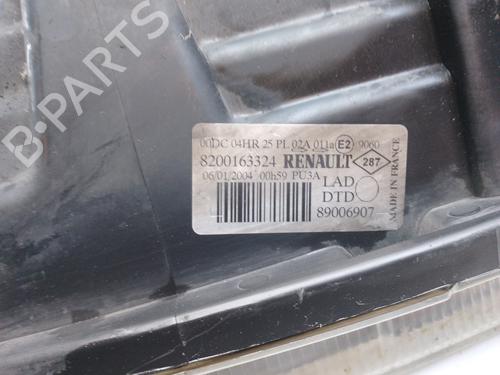 00DC 04HR 25 PL 02A 011a E2 9060
8200163324 RENAULT 287
06/01/2004 00h59 PU3A
LAD
DTD
89006907
MADE IN FRANCE
B-PARTS